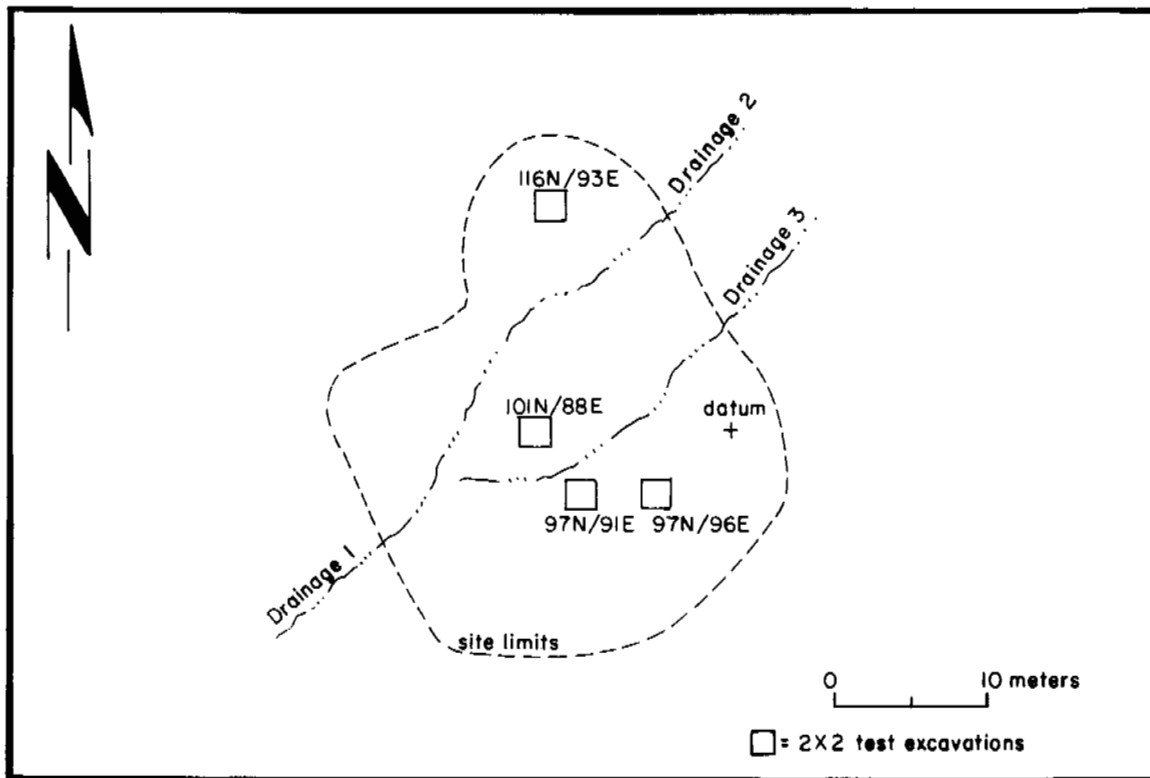 Drainage 2
116N/93E
Drainage 3
101N/88E
datum
+
97N/91E
97N/96E
Drainage 1
site limits
0 10 meters
= 2X2 test excavations
N